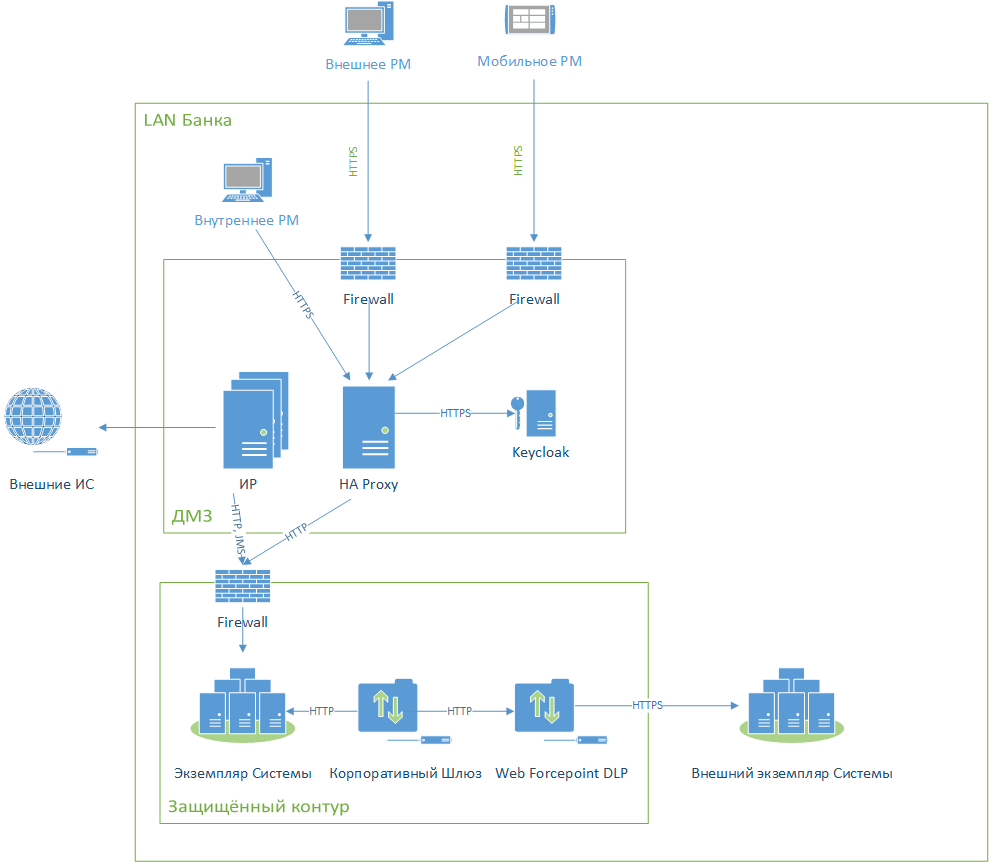 Внешнее РМ
Мобильное РМ
LAN Банка
HTTPS
HTTPS
Внутреннее РМ
HTTPS
Firewall
Firewall
HTTPS
Keycloak
Внешние ИС
ИР
HA Proxy
ДМЗ
HTTP, JMS
HTTP
Firewall
HTTP
HTTP
HTTPS
Экземпляр Системы
Корпоративный Шлюз
Web Forcepoint DLP
Внешний экземпляр Системы
Защищённый контур